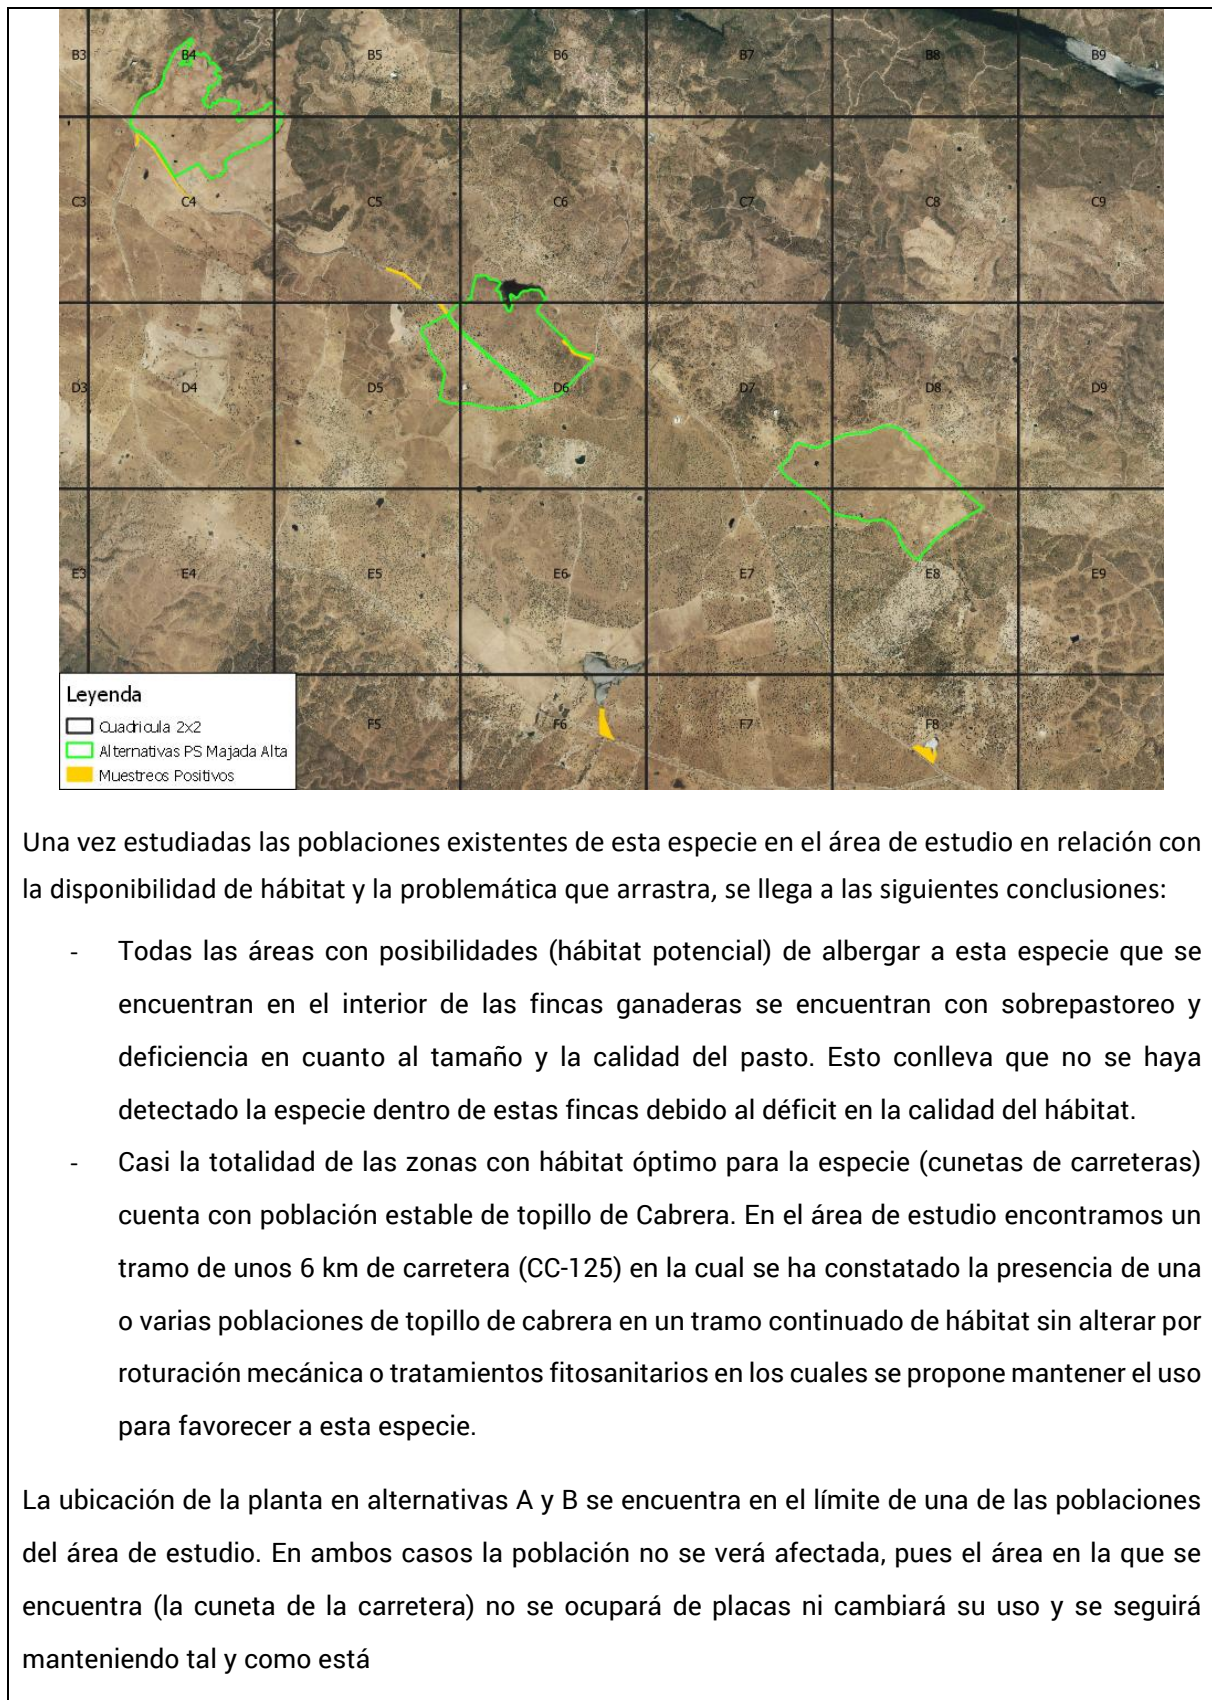 B3 B4 B5 B6 B7 B8 B9
C3 C4 C5 C6 C7 C8 C9
D3 D4 D5 D6 D7 D8 D9
E3 E4 E5 E6 E7 E8 E9
F5 F6 F7 F8
Leyenda
Cuadricula 2x2
Alternativas PS Majada Alta
Muestreos Positivos
Una vez estudiadas las poblaciones existentes de esta especie en el área de estudio en relación con
la disponibilidad de hábitat y la problemática que arrastra, se llega a las siguientes conclusiones:
- Todas las áreas con posibilidades (hábitat potencial) de albergar a esta especie que se
encuentran en el interior de las fincas ganaderas se encuentran con sobrepastoreo y
deficiencia en cuanto al tamaño y la calidad del pasto. Esto conlleva que no se haya
detectado la especie dentro de estas fincas debido al déficit en la calidad del hábitat.
- Casi la totalidad de las zonas con hábitat óptimo para la especie (cunetas de carreteras)
cuenta con población estable de topillo de Cabrera. En el área de estudio encontramos un
tramo de unos 6 km de carretera (CC-125) en la cual se ha constatado la presencia de una
o varias poblaciones de topillo de cabrera en un tramo continuado de hábitat sin alterar por
roturación mecánica o tratamientos fitosanitarios en los cuales se propone mantener el uso
para favorecer a esta especie.
La ubicación de la planta en alternativas A y B se encuentra en el límite de una de las poblaciones
del área de estudio. En ambos casos la población no se verá afectada, pues el área en la que se
encuentra (la cuneta de la carretera) no se ocupará de placas ni cambiará su uso y se seguirá
manteniendo tal y como está